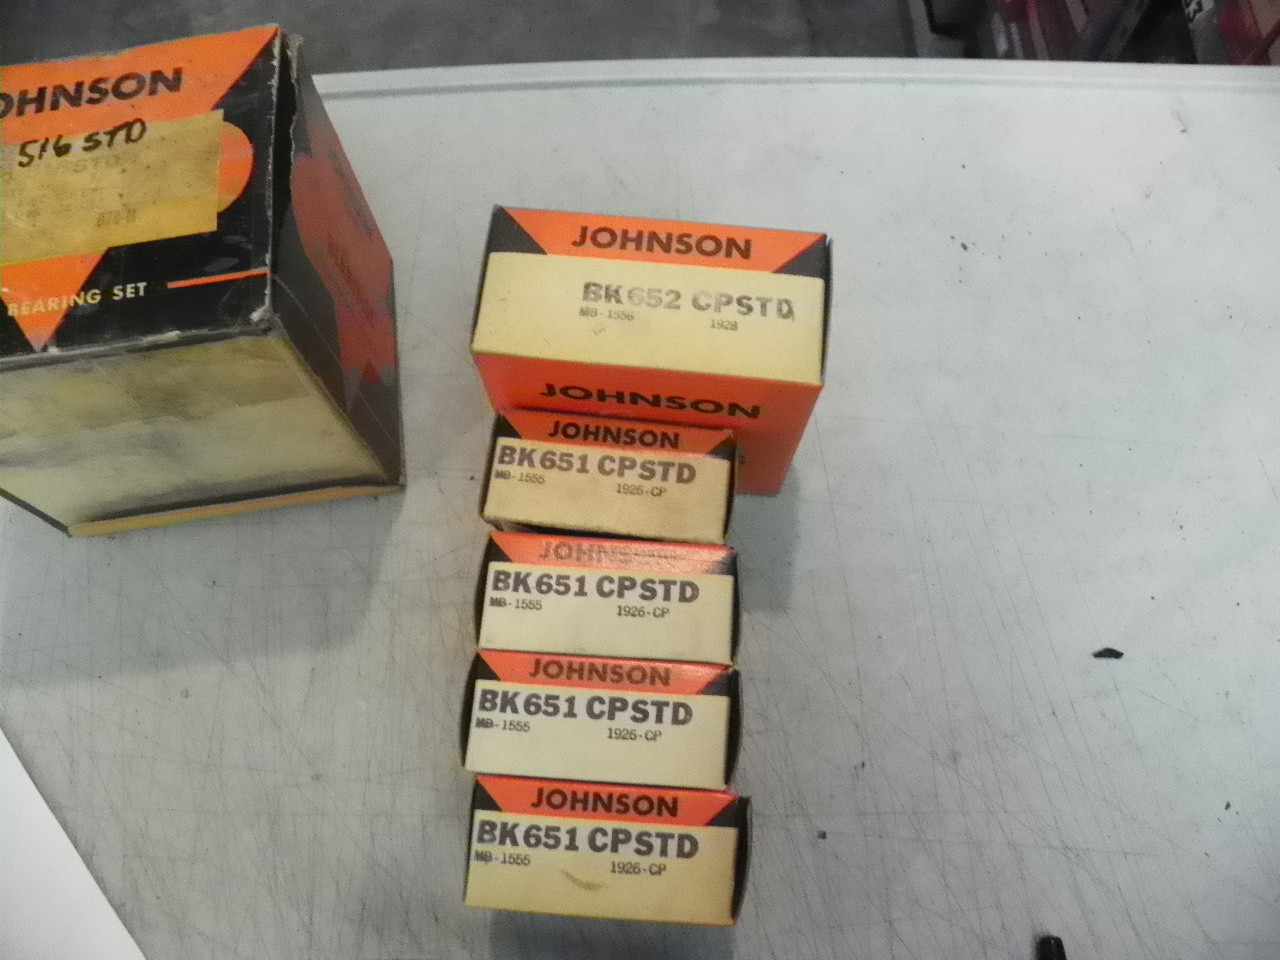 OHNSON
516 STD
BEARING SET
JOHNSON
BK652 CPSTD
MB-1556 1928
JOHNSON
JOHNSON
BK651 CPSTD
MB-1555 1926-CP
JOHNSON
BK651 CPSTD
MB-1555 1926-CP
JOHNSON
BK651 CPSTD
MB-1555 1926-CP
JOHNSON
BK651 CPSTD
MB-1555 1926-CP